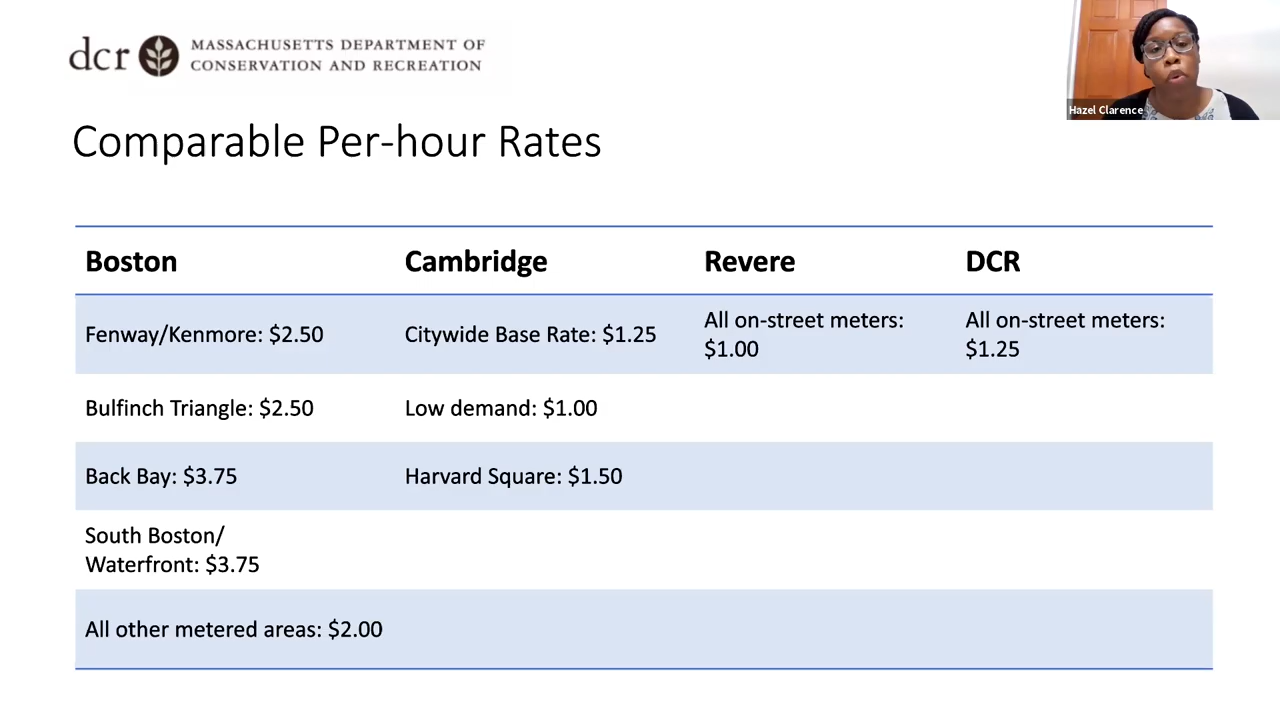 dcr MASSACHUSETTS DEPARTMENT OF
CONSERVATION AND RECREATION
Hazel Clarence
Comparable Per-hour Rates
Boston Cambridge Revere DCR
Fenway/Kenmore: $2.50 Citywide Base Rate: $1.25 All on-street meters: $1.00 All on-street meters: $1.25
Bulfinch Triangle: $2.50 Low demand: $1.00
Back Bay: $3.75 Harvard Square: $1.50
South Boston/
Waterfront: $3.75
All other metered areas: $2.00